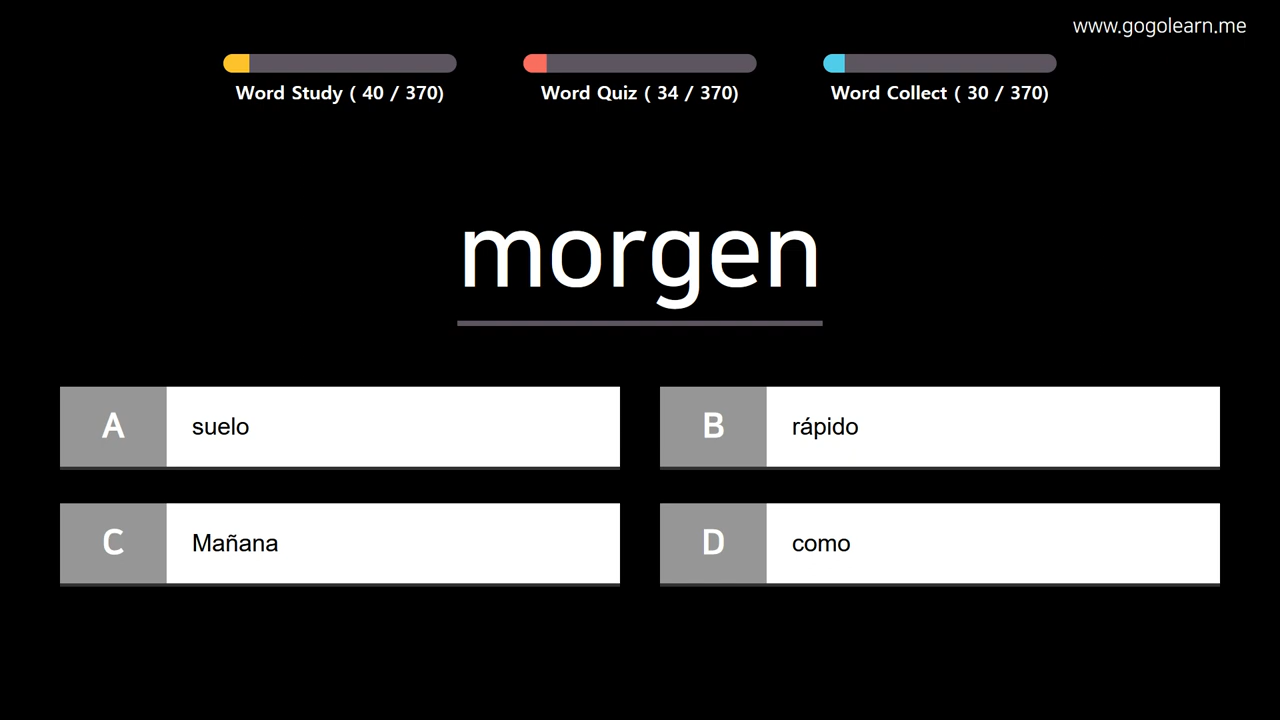 www.gogolearn.me
Word Study ( 40 / 370)
Word Quiz ( 34 / 370)
Word Collect ( 30 / 370)
morgen
A suelo
B rápido
C Mañana
D como